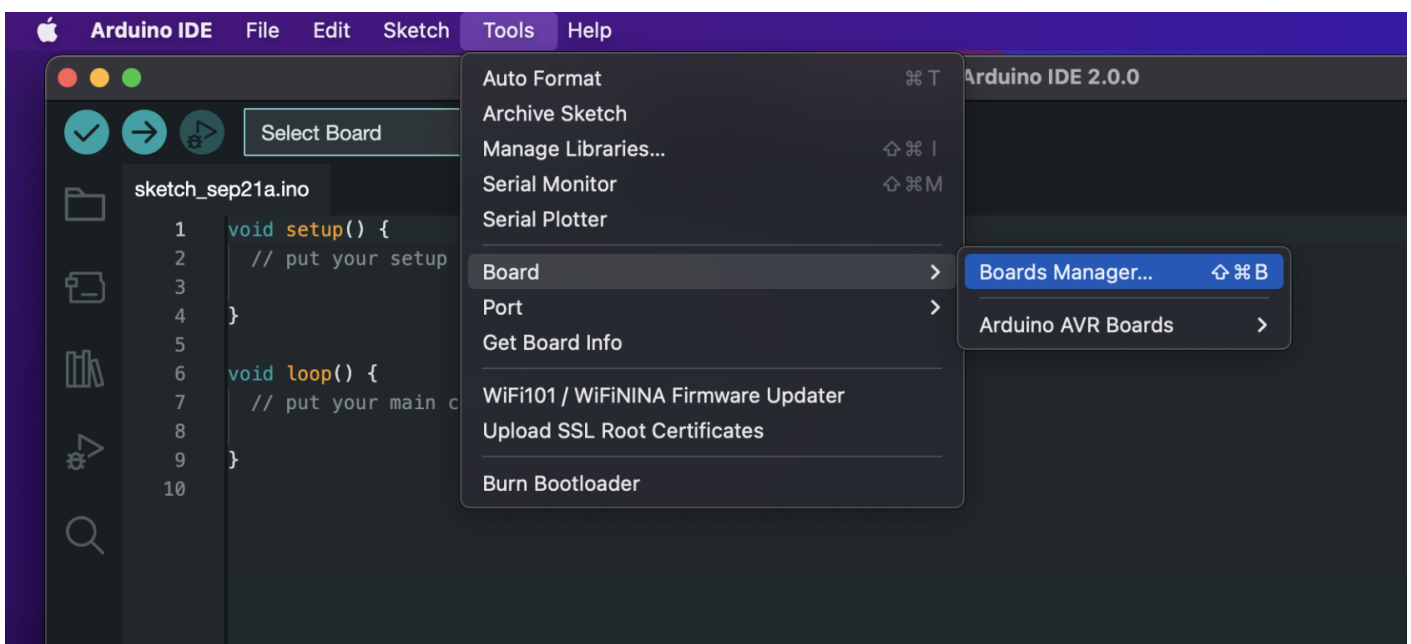 Arduino IDE File Edit Sketch Tools Help
Arduino IDE 2.0.0
Select Board
sketch_sep21a.ino
1 void setup() {
2 // put your setup
3
4 }
5
6 void loop() {
7 // put your main c
8
9 }
10
Auto Format ⌘ T
Archive Sketch
Manage Libraries... ⇧ ⌘ I
Serial Monitor ⇧ ⌘ M
Serial Plotter
Board >
Port >
Get Board Info
WiFi101 / WiFiNINA Firmware Updater
Upload SSL Root Certificates
Burn Bootloader
Boards Manager... ⇧ ⌘ B
Arduino AVR Boards >